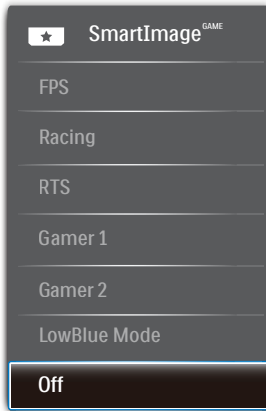 SmartImage GAME
FPS
Racing
RTS
Gamer 1
Gamer 2
LowBlue Mode
Off